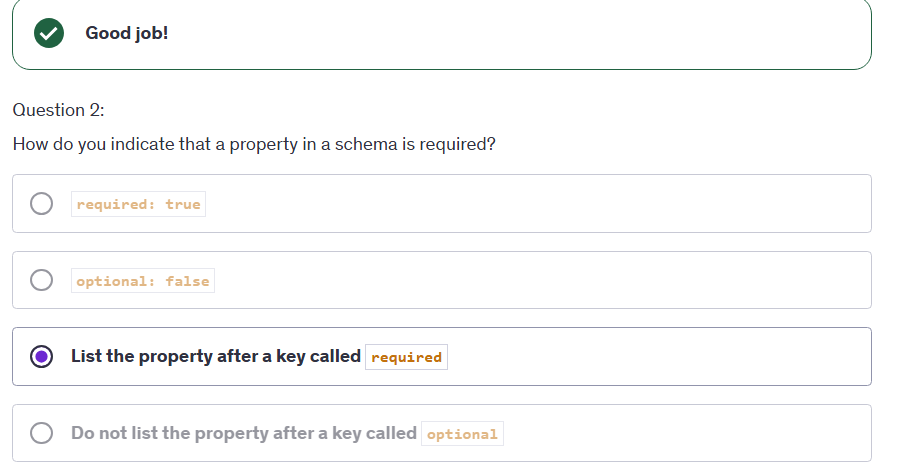 Good job!
Question 2:
How do you indicate that a property in a schema is required?
required: true
optional: false
List the property after a key called required
Do not list the property after a key called optional